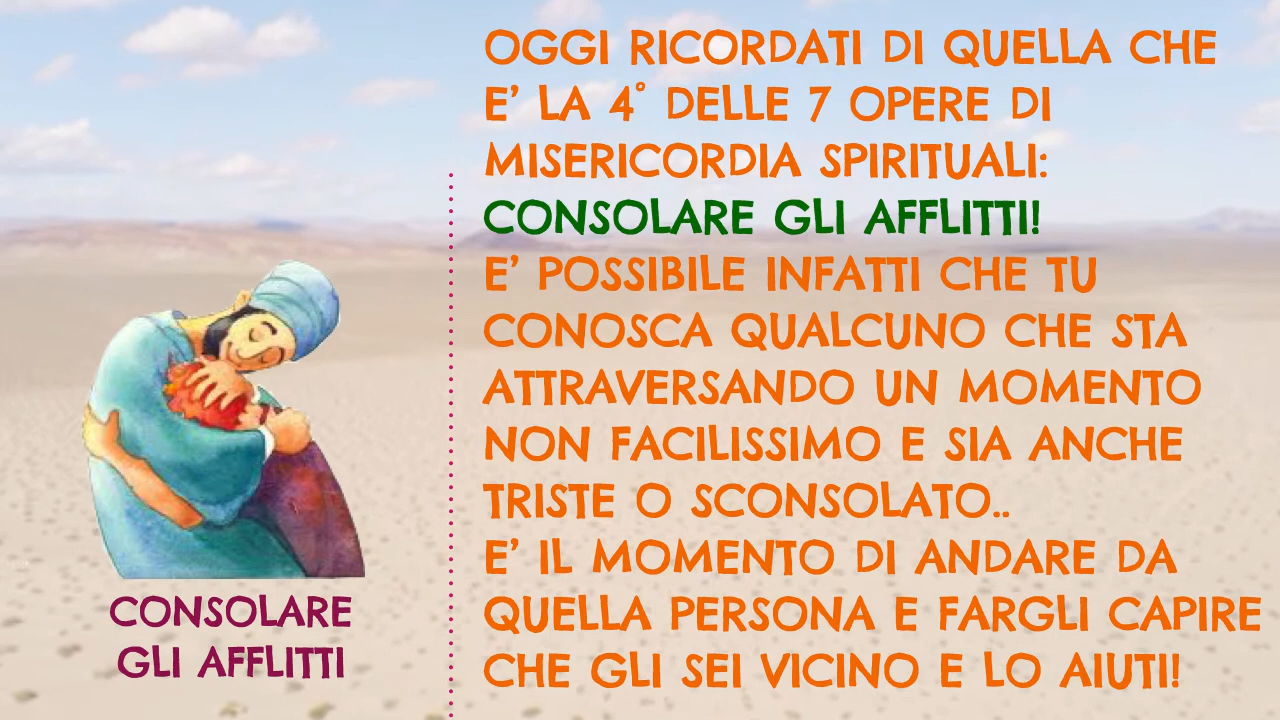 OGGI RICORDATI DI QUELLA CHE
E' LA 4° DELLE 7 OPERE DI
MISERICORDIA SPIRITUALI:
CONSOLARE GLI AFFLITTI!
E' POSSIBILE INFATTI CHE TU
CONOSCA QUALCUNO CHE STA
ATTRAVERSANDO UN MOMENTO
NON FACILISSIMO E SIA ANCHE
TRISTE O SCONSOLATO..
E' IL MOMENTO DI ANDARE DA
QUELLA PERSONA E FARGLI CAPIRE
CHE GLI SEI VICINO E LO AIUTI!
CONSOLARE
GLI AFFLITTI